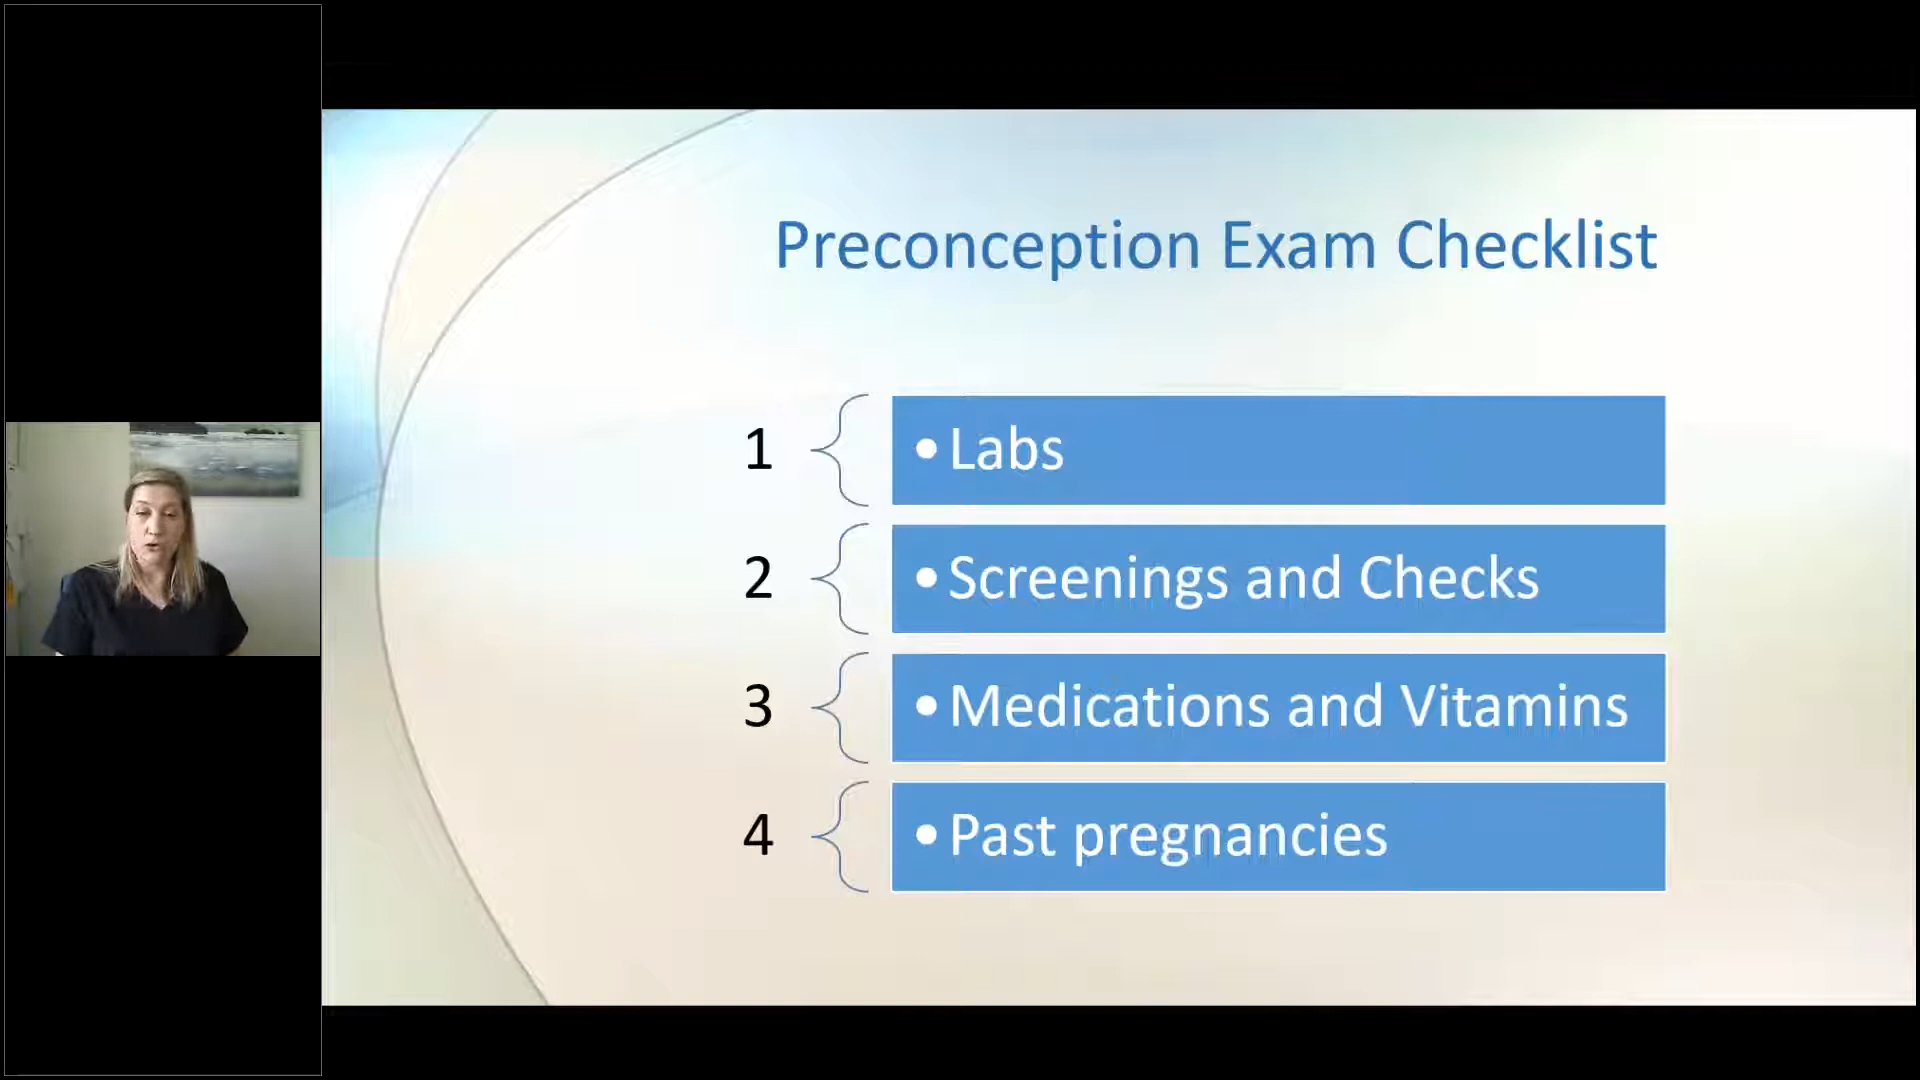 Preconception Exam Checklist
1 • Labs
2 • Screenings and Checks
3 • Medications and Vitamins
4 • Past pregnancies